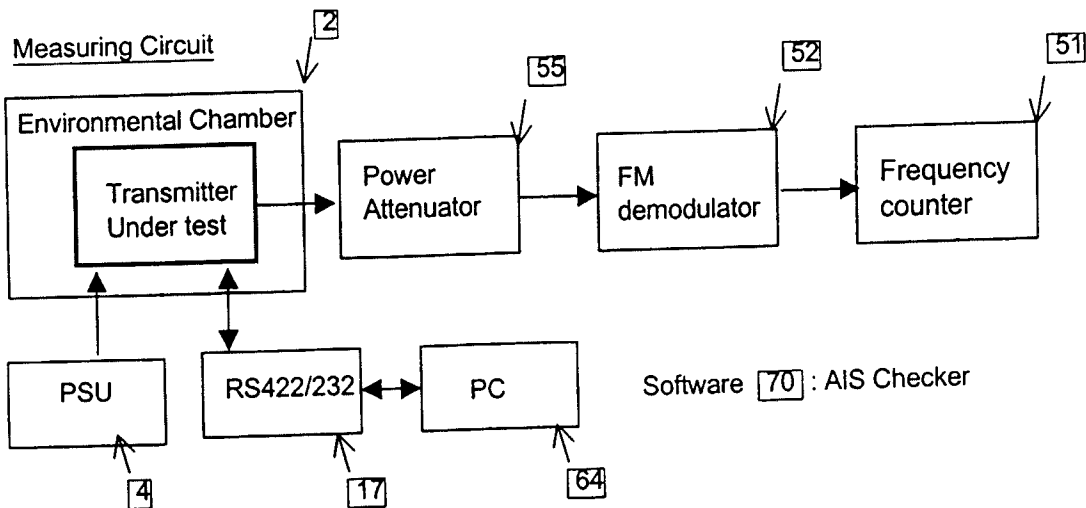 Measuring Circuit
2
55
52
51
Environmental Chamber
Transmitter
Under test
Power
Attenuator
FM
demodulator
Frequency
counter
PSU
RS422/232
PC
Software 70 : AIS Checker
4
17
64